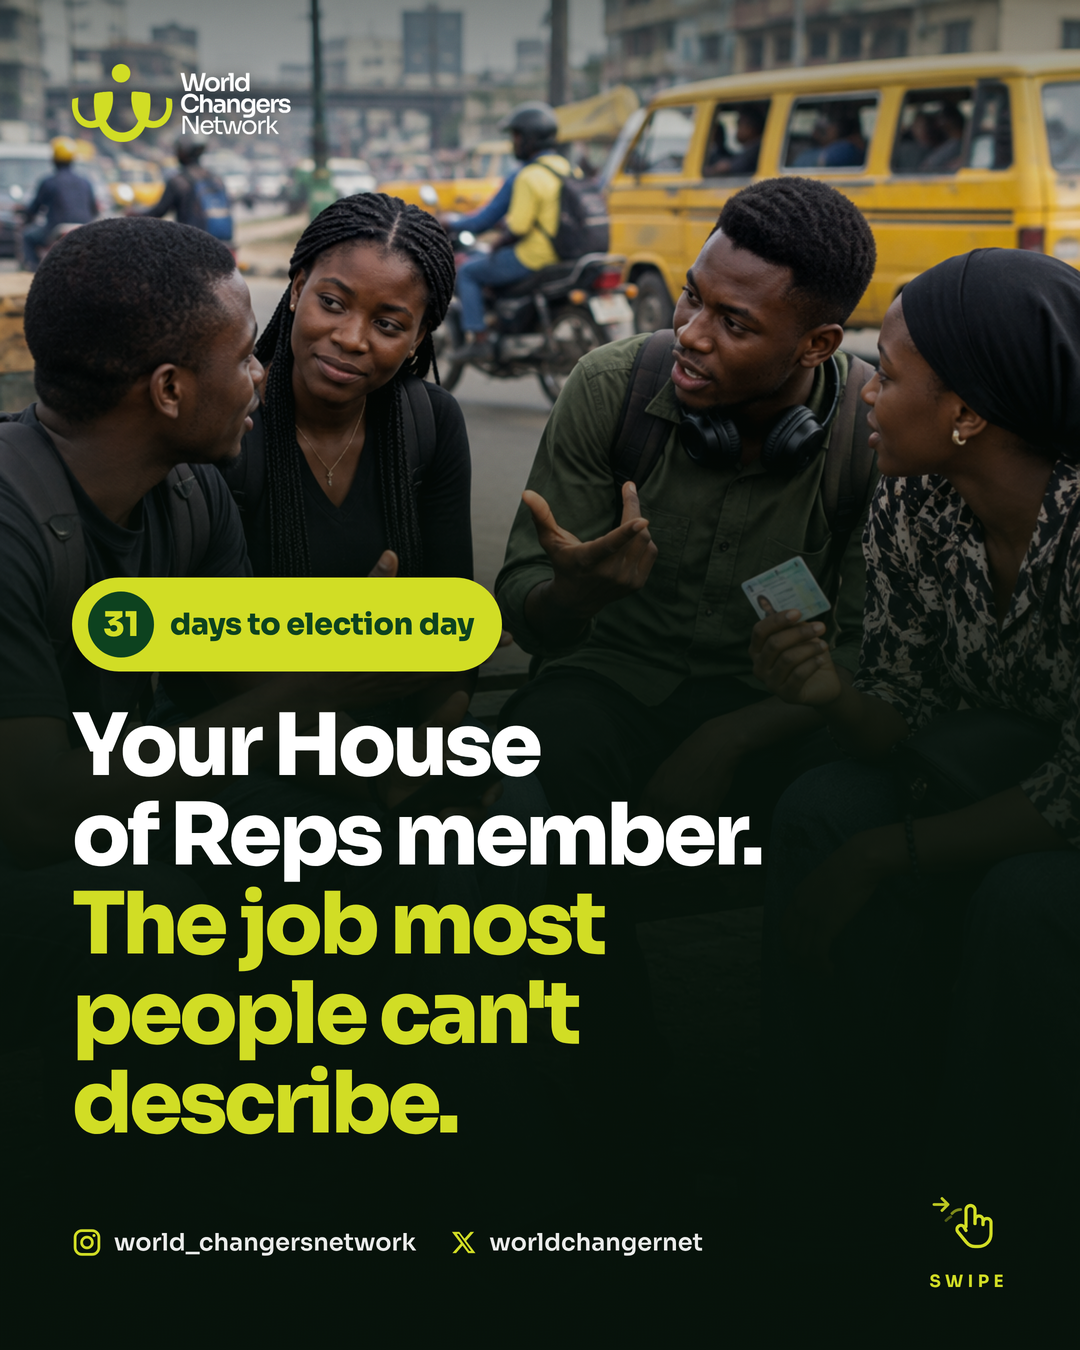 World
Changers
Network
31 days to election day
Your House
of Reps member.
The job most
people can't
describe.
world_changersnetwork worldchangernet
SWIPE